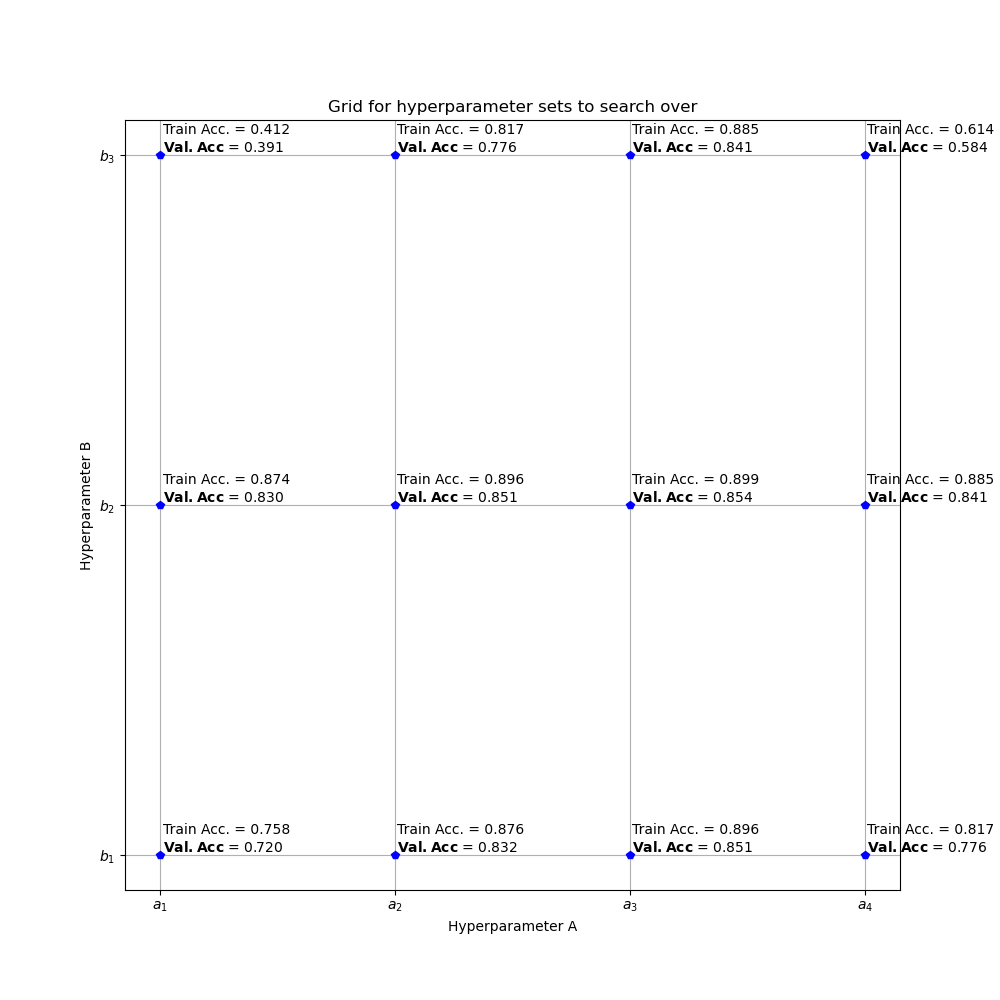 Grid for hyperparameter sets to search over
Train Acc. = 0.412
Val. Acc = 0.391
Train Acc. = 0.817
Val. Acc = 0.776
Train Acc. = 0.885
Val. Acc = 0.841
Train Acc. = 0.614
Val. Acc = 0.584
b₃
Train Acc. = 0.874
Val. Acc = 0.830
Train Acc. = 0.896
Val. Acc = 0.851
Train Acc. = 0.899
Val. Acc = 0.854
Train Acc. = 0.885
Val. Acc = 0.841
b₂
Hyperparameter B
Train Acc. = 0.758
Val. Acc = 0.720
Train Acc. = 0.876
Val. Acc = 0.832
Train Acc. = 0.896
Val. Acc = 0.851
Train Acc. = 0.817
Val. Acc = 0.776
b₁
a₁ a₂ a₃ a₄
Hyperparameter A